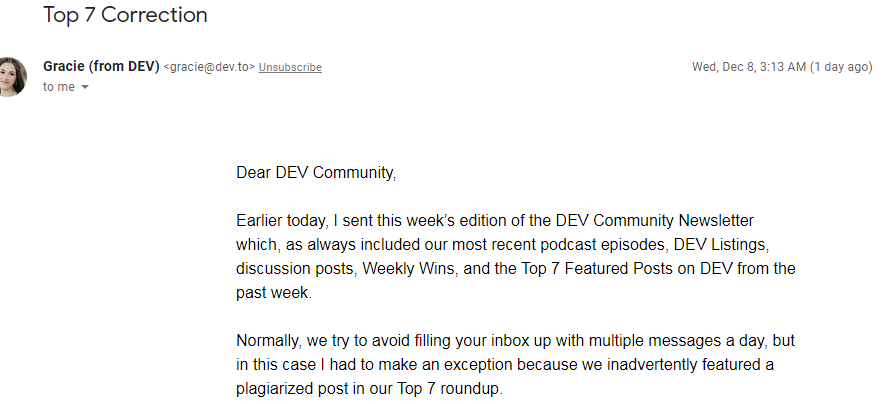 Top 7 Correction
Gracie (from DEV) <gracie@dev.to> Unsubscribe
Wed, Dec 8, 3:13 AM (1 day ago)
to me
Dear DEV Community,
Earlier today, I sent this week's edition of the DEV Community Newsletter
which, as always included our most recent podcast episodes, DEV Listings,
discussion posts, Weekly Wins, and the Top 7 Featured Posts on DEV from the
past week.
Normally, we try to avoid filling your inbox up with multiple messages a day, but
in this case I had to make an exception because we inadvertently featured a
plagiarized post in our Top 7 roundup.